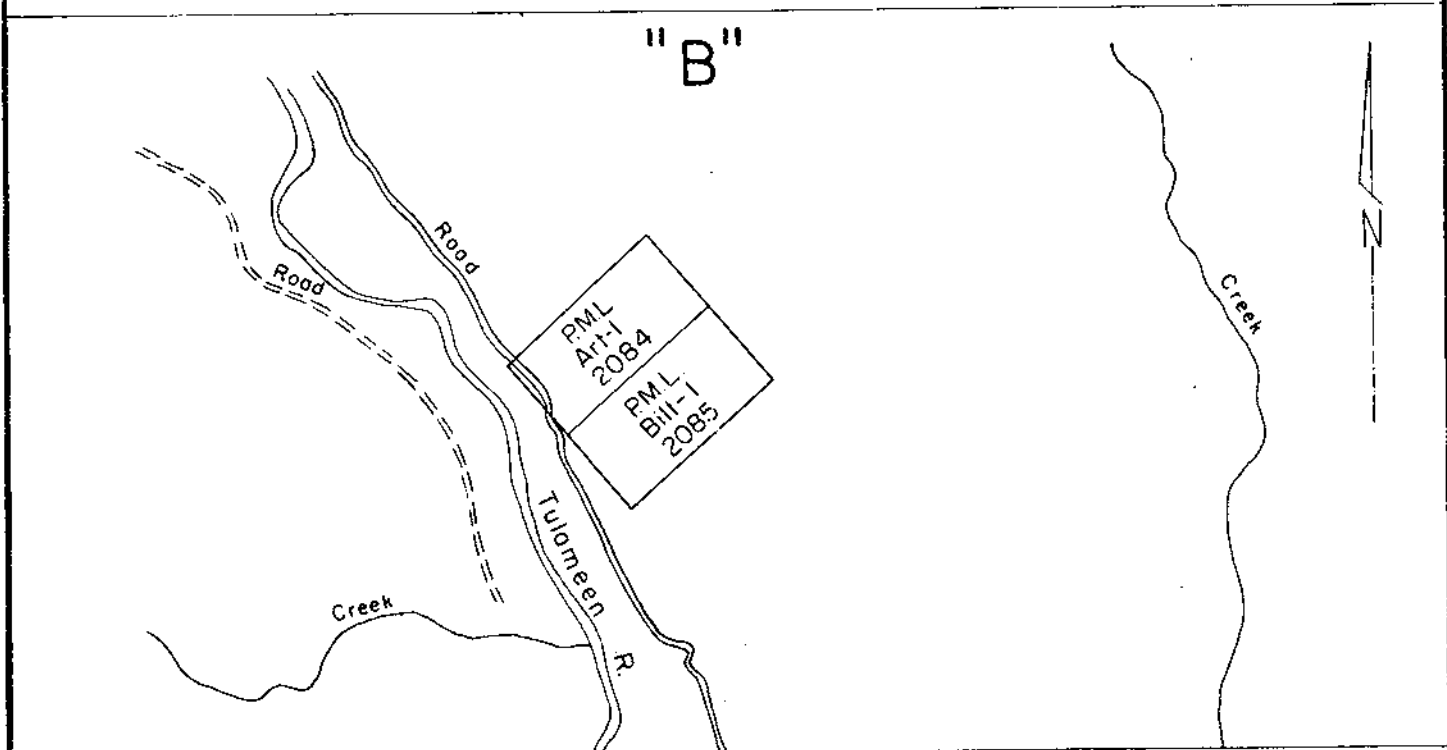 "B"
Road
Road
P.M.L.
Art-1
2084
P.M.L.
Bill-1
2085
Creek
N
Tulameen R.
Creek